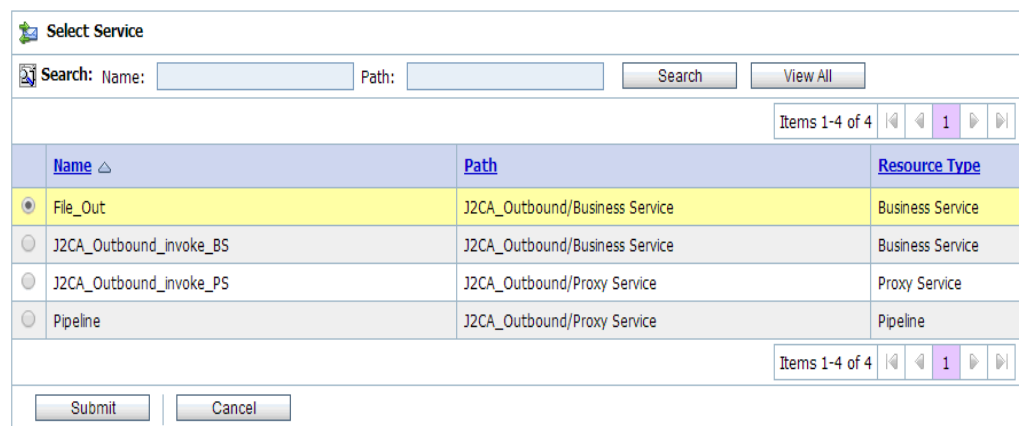 Select Service
Search: Name: Path: Search View All
Items 1-4 of 4 1
Name Path Resource Type
File_Out J2CA_Outbound/Business Service Business Service
J2CA_Outbound_invoke_BS J2CA_Outbound/Business Service Business Service
J2CA_Outbound_invoke_PS J2CA_Outbound/Proxy Service Proxy Service
Pipeline J2CA_Outbound/Proxy Service Pipeline
Items 1-4 of 4 1
Submit Cancel